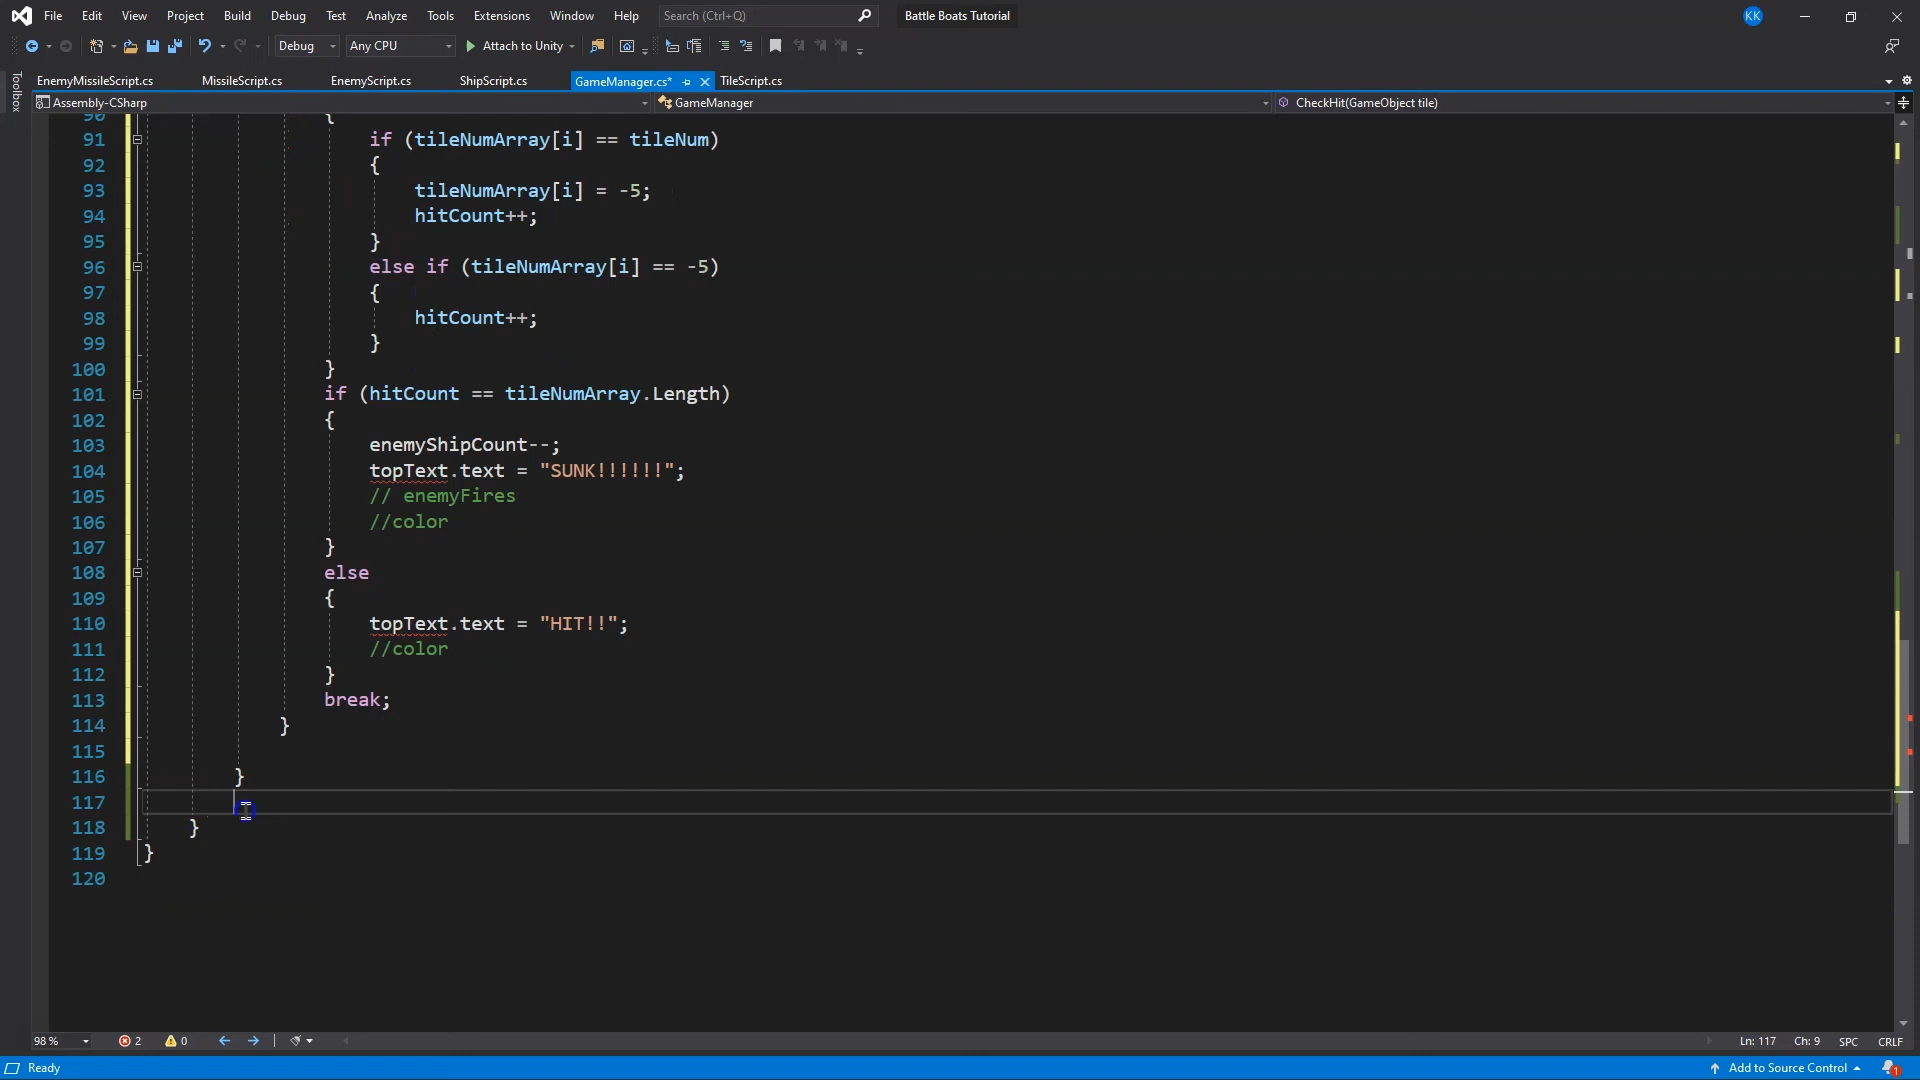 File Edit View Project Build Debug Test Analyze Tools Extensions Window Help Search (Ctrl+Q) Battle Boats Tutorial KK
Debug Any CPU Attach to Unity
EnemyMissileScript.cs MissileScript.cs EnemyScript.cs ShipScript.cs GameManager.cs* TileScript.cs
Toolbox
Assembly-CSharp GameManager CheckHit(GameObject tile)
90 {
91 if (tileNumArray[i] == tileNum)
92 {
93 tileNumArray[i] = -5;
94 hitCount++;
95 }
96 else if (tileNumArray[i] == -5)
97 {
98 hitCount++;
99 }
100 }
101 if (hitCount == tileNumArray.Length)
102 {
103 enemyShipCount--;
104 topText.text = "SUNK!!!!!!";
105 // enemyFires
106 //color
107 }
108 else
109 {
110 topText.text = "HIT!!";
111 //color
112 }
113 break;
114 }
115
116 }
117
118 }
119 }
120
98 % 2 0 Ln: 117 Ch: 9 SPC CRLF
Ready Add to Source Control 1